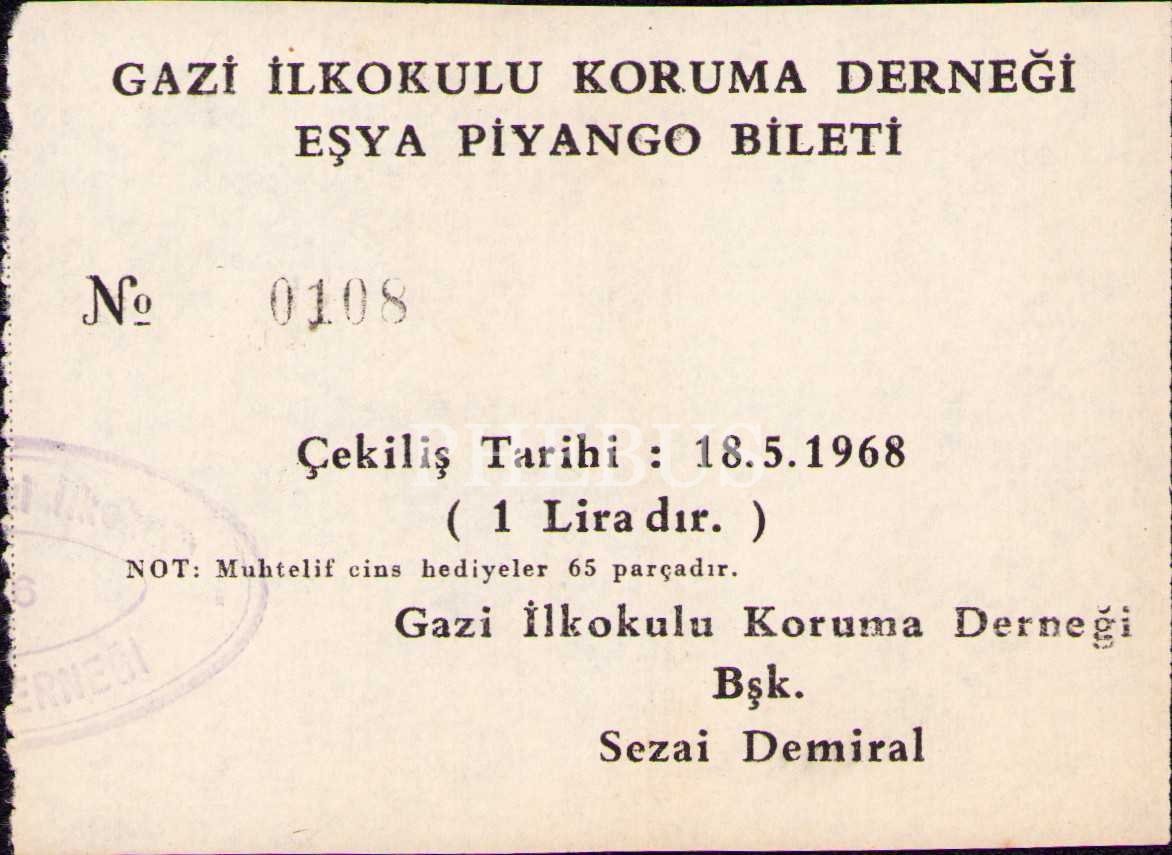 GAZİ İLKOKULU KORUMA DERNEĞİ
EŞYA PİYANGO BİLETİ
No 0108
Çekiliş Tarihi : 18.5.1968
PHEBUS
( 1 Lira dır. )
NOT: Muhtelif cins hediyeler 65 parçadır.
Gazi İlkokulu Koruma Derneği
Bşk.
Sezai Demiral